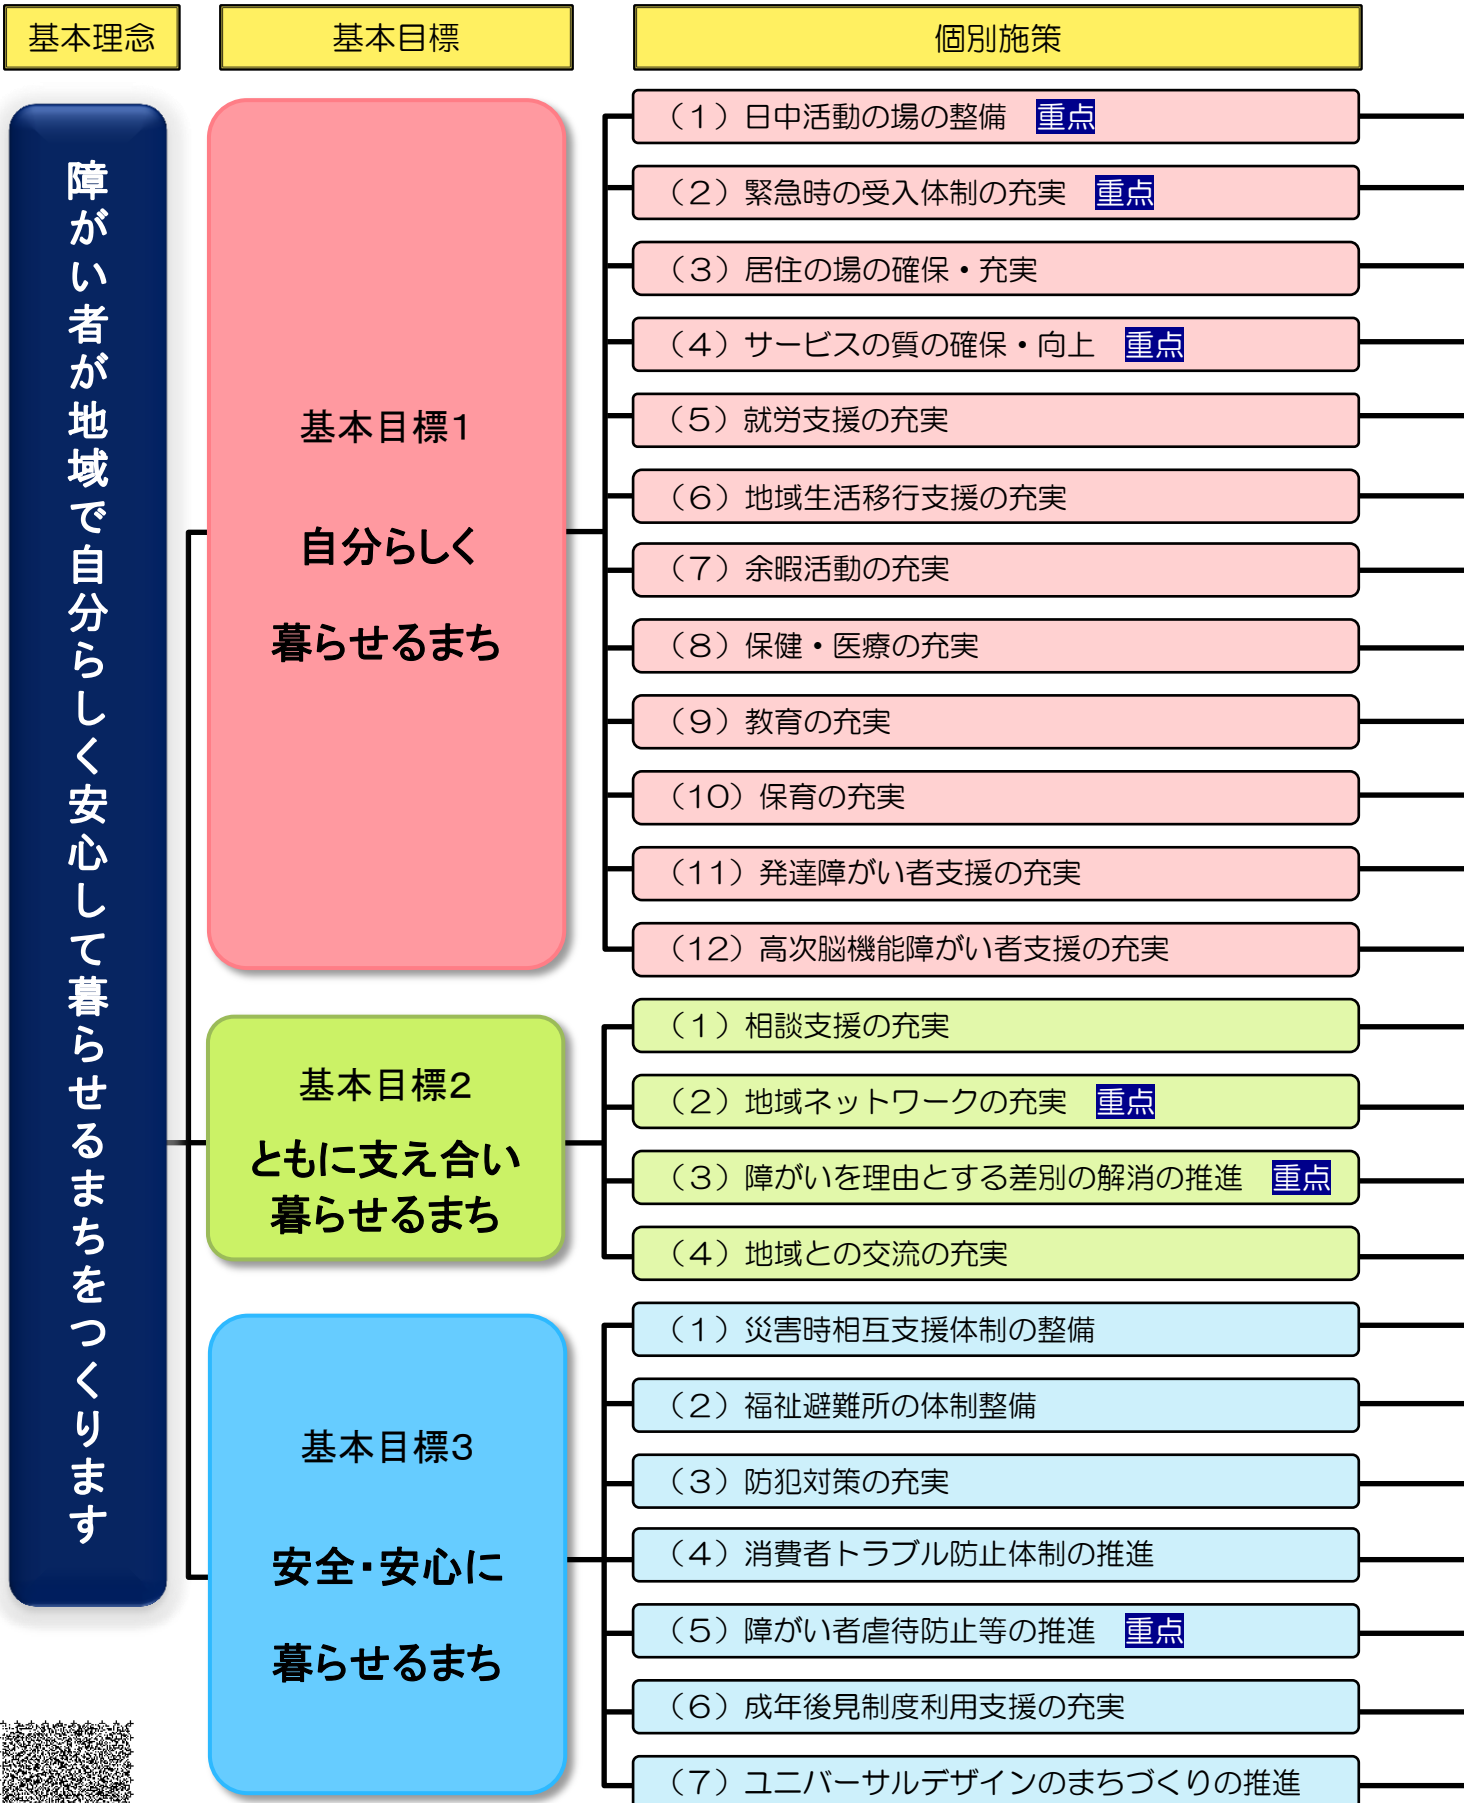 基本理念
基本目標
個別施策
障がい者が地域で自分らしく安心して暮らせるまちをつくります
基本目標1
自分らしく
暮らせるまち
（1）日中活動の場の整備　重点
（2）緊急時の受入体制の充実　重点
（3）居住の場の確保・充実
（4）サービスの質の確保・向上　重点
（5）就労支援の充実
（6）地域生活移行支援の充実
（7）余暇活動の充実
（8）保健・医療の充実
（9）教育の充実
（10）保育の充実
（11）発達障がい者支援の充実
（12）高次脳機能障がい者支援の充実
基本目標2
ともに支え合い
暮らせるまち
（1）相談支援の充実
（2）地域ネットワークの充実　重点
（3）障がいを理由とする差別の解消の推進　重点
（4）地域との交流の充実
基本目標3
安全・安心に
暮らせるまち
（1）災害時相互支援体制の整備
（2）福祉避難所の体制整備
（3）防犯対策の充実
（4）消費者トラブル防止体制の推進
（5）障がい者虐待防止等の推進　重点
（6）成年後見制度利用支援の充実
（7）ユニバーサルデザインのまちづくりの推進